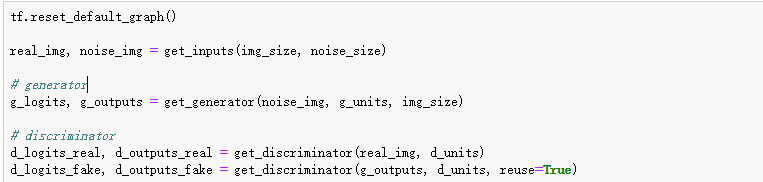 tf.reset_default_graph()
real_img, noise_img = get_inputs(img_size, noise_size)
# generator
g_logits, g_outputs = get_generator(noise_img, g_units, img_size)
# discriminator
d_logits_real, d_outputs_real = get_discriminator(real_img, d_units)
d_logits_fake, d_outputs_fake = get_discriminator(g_outputs, d_units, reuse=True)